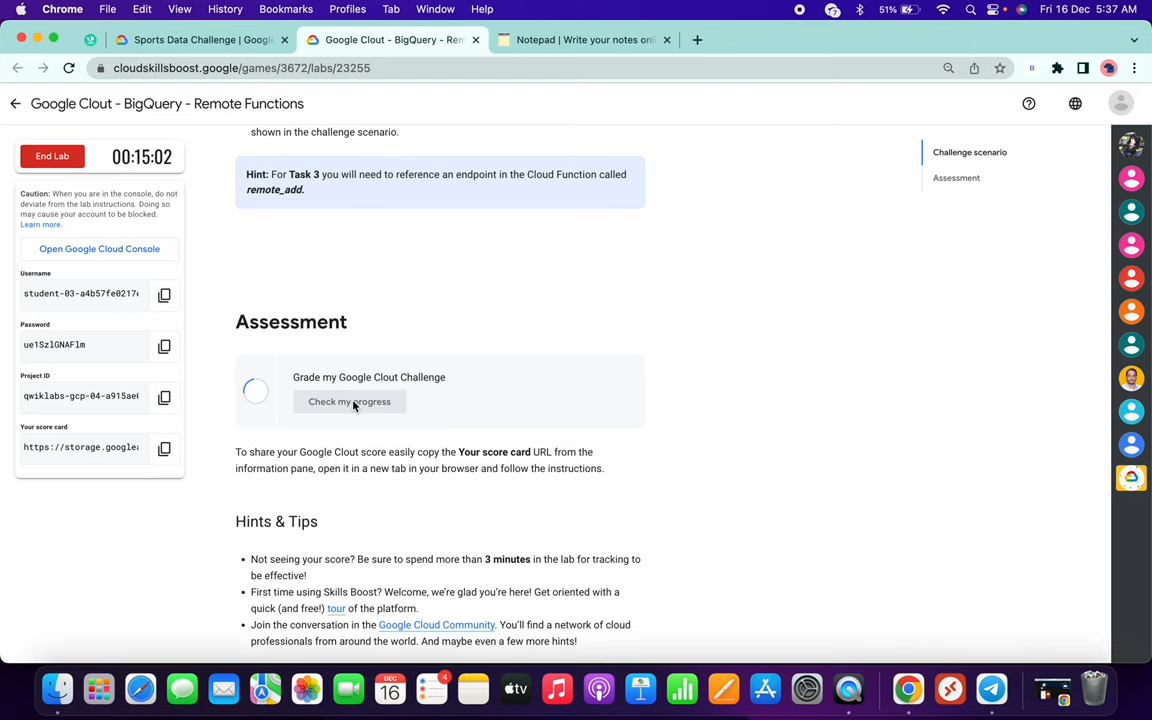 Chrome File Edit View History Bookmarks Profiles Tab Window Help
7 51% Fri 16 Dec 5:37 AM
Sports Data Challenge | Google
Google Clout - BigQuery - Rem
Notepad | Write your notes onl
cloudskillsboost.google/games/3672/labs/23255
Google Clout - BigQuery - Remote Functions
End Lab 00:15:02
Caution: When you are in the console, do not
deviate from the lab instructions. Doing so
may cause your account to be blocked.
Learn more.
Open Google Cloud Console
Username
student-03-a4b57fe0217
Password
ue1SzlGNAFlm
Project ID
qwiklabs-gcp-04-a915ae
Your score card
https://storage.google
shown in the challenge scenario.
Hint: For Task 3 you will need to reference an endpoint in the Cloud Function called
remote_add.
Assessment
Grade my Google Clout Challenge
Check my progress
To share your Google Clout score easily copy the Your score card URL from the
information pane, open it in a new tab in your browser and follow the instructions.
Hints & Tips
• Not seeing your score? Be sure to spend more than 3 minutes in the lab for tracking to
be effective!
• First time using Skills Boost? Welcome, we're glad you're here! Get oriented with a
quick (and free!) tour of the platform.
• Join the conversation in the Google Cloud Community. You'll find a network of cloud
professionals from around the world. And maybe even a few more hints!
Challenge scenario
Assessment
DEC
16
4
tv